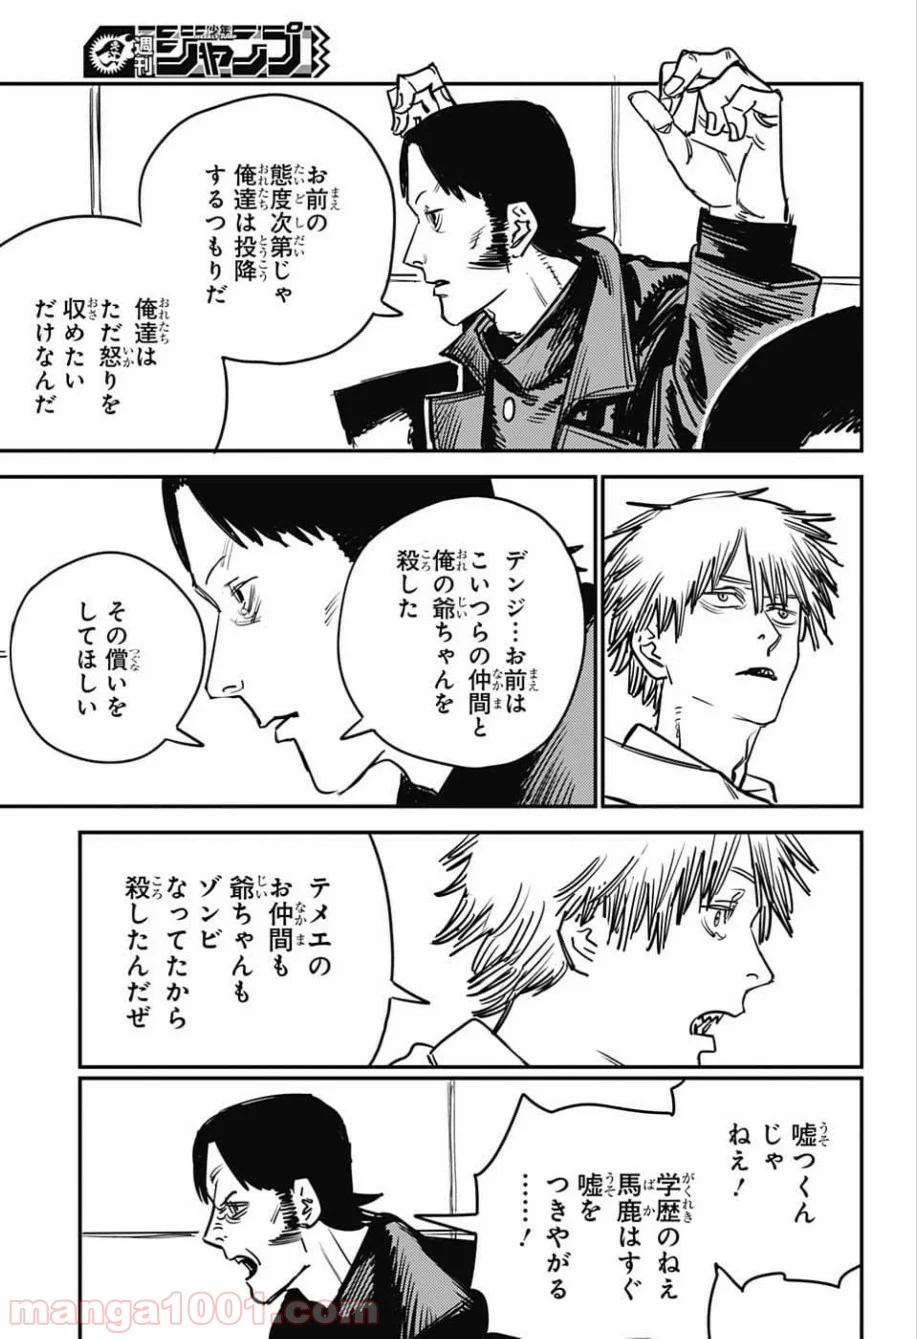 週刊
少年
ジャンプ
お前の
態度次第じゃ
俺達は投降
するつもりだ
俺達は
ただ怒りを
収めたい
だけなんだ
デンジ…お前は
こいつらの仲間と
俺の爺ちゃんを
殺した
その償いを
してほしい
テメエの
お仲間も
爺ちゃんも
ゾンビ
なってたから
殺したんだぜ
嘘つくん
じゃ
ねえ!
学歴のねえ
馬鹿はすぐ
嘘を
つきやがる
……!
manga1001.com